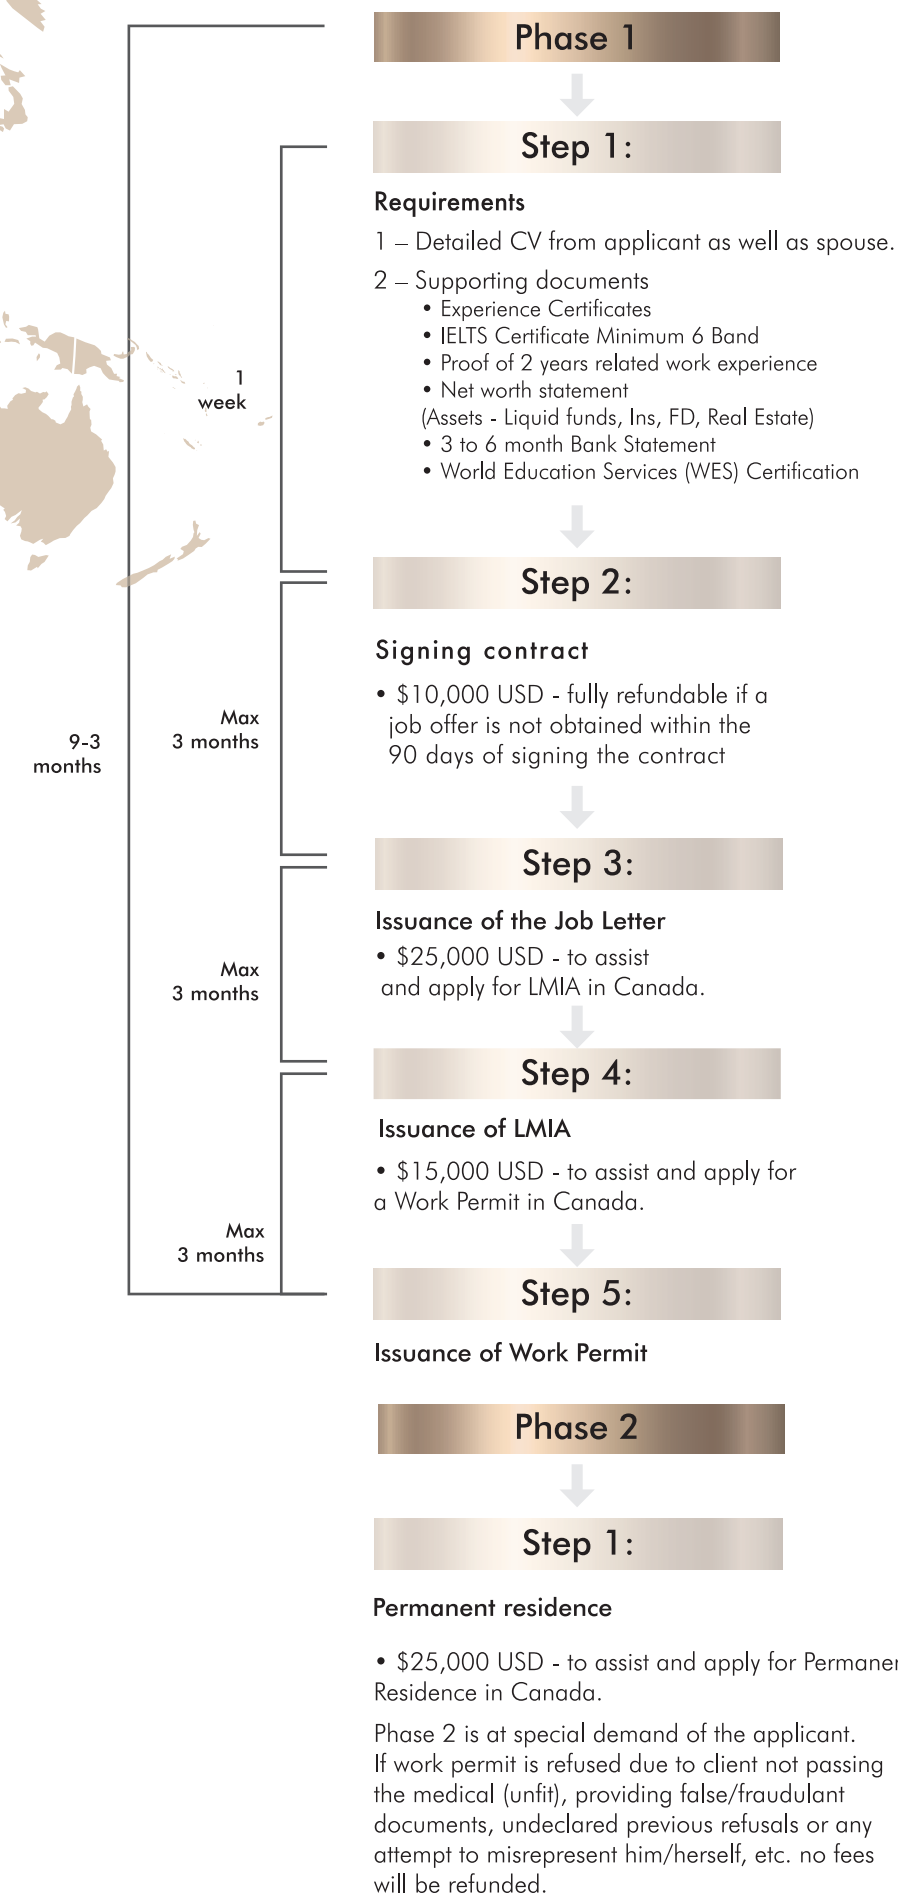 Phase 1
Step 1:
Requirements
1 – Detailed CV from applicant as well as spouse.
2 – Supporting documents
• Experience Certificates
• IELTS Certificate Minimum 6 Band
• Proof of 2 years related work experience
• Net worth statement
(Assets - Liquid funds, Ins, FD, Real Estate)
• 3 to 6 month Bank Statement
• World Education Services (WES) Certification
1
week
Step 2:
Signing contract
• $10,000 USD - fully refundable if a
job offer is not obtained within the
90 days of signing the contract
Max
3 months
9-3
months
Step 3:
Issuance of the Job Letter
• $25,000 USD - to assist
and apply for LMIA in Canada.
Max
3 months
Step 4:
Issuance of LMIA
• $15,000 USD - to assist and apply for
a Work Permit in Canada.
Max
3 months
Step 5:
Issuance of Work Permit
Phase 2
Step 1:
Permanent residence
• $25,000 USD - to assist and apply for Permanen
Residence in Canada.
Phase 2 is at special demand of the applicant.
If work permit is refused due to client not passing
the medical (unfit), providing false/fraudulant
documents, undeclared previous refusals or any
attempt to misrepresent him/herself, etc. no fees
will be refunded.